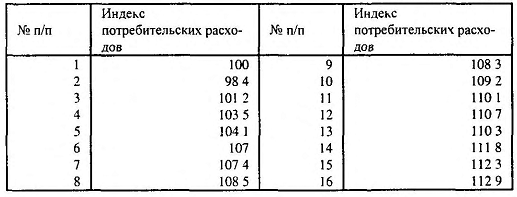 № п/п Индекс потребительских расхо- дов № п/п Индекс потребительских расхо- дов
1 100 9 108 3
2 98 4 10 109 2
3 101 2 11 110 1
4 103 5 12 110 7
5 104 1 13 110 3
6 107 14 111 8
7 107 4 15 112 3
8 108 5 16 112 9